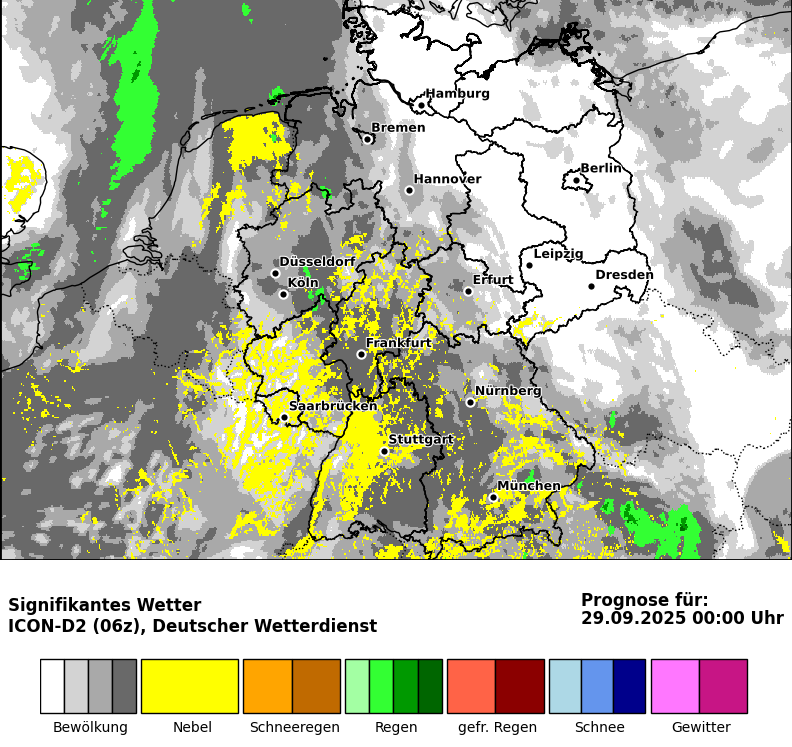 Hamburg
Bremen
Berlin
Hannover
Leipzig
Düsseldorf
Dresden
Köln
Erfurt
Frankfurt
Nürnberg
Saarbrücken
Stuttgart
München
Signifikantes Wetter
ICON-D2 (06z), Deutscher Wetterdienst
Prognose für:
29.09.2025 00:00 Uhr
Bewölkung Nebel Schneeregen Regen gefr. Regen Schnee Gewitter